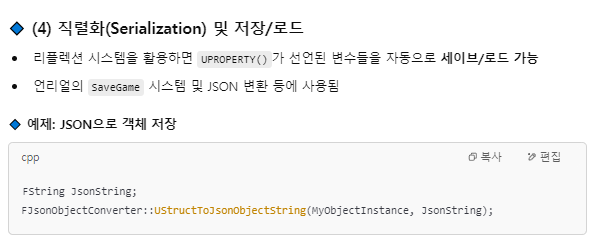 (4) 직렬화(Serialization) 및 저장/로드
리플렉션 시스템을 활용하면 UPROPERTY()가 선언된 변수들을 자동으로 세이브/로드 가능
언리얼의 SaveGame 시스템 및 JSON 변환 등에 사용됨
예제: JSON으로 객체 저장
cpp 복사 편집
FString JsonString;
FJsonObjectConverter::UStructToJsonObjectString(MyObjectInstance, JsonString);